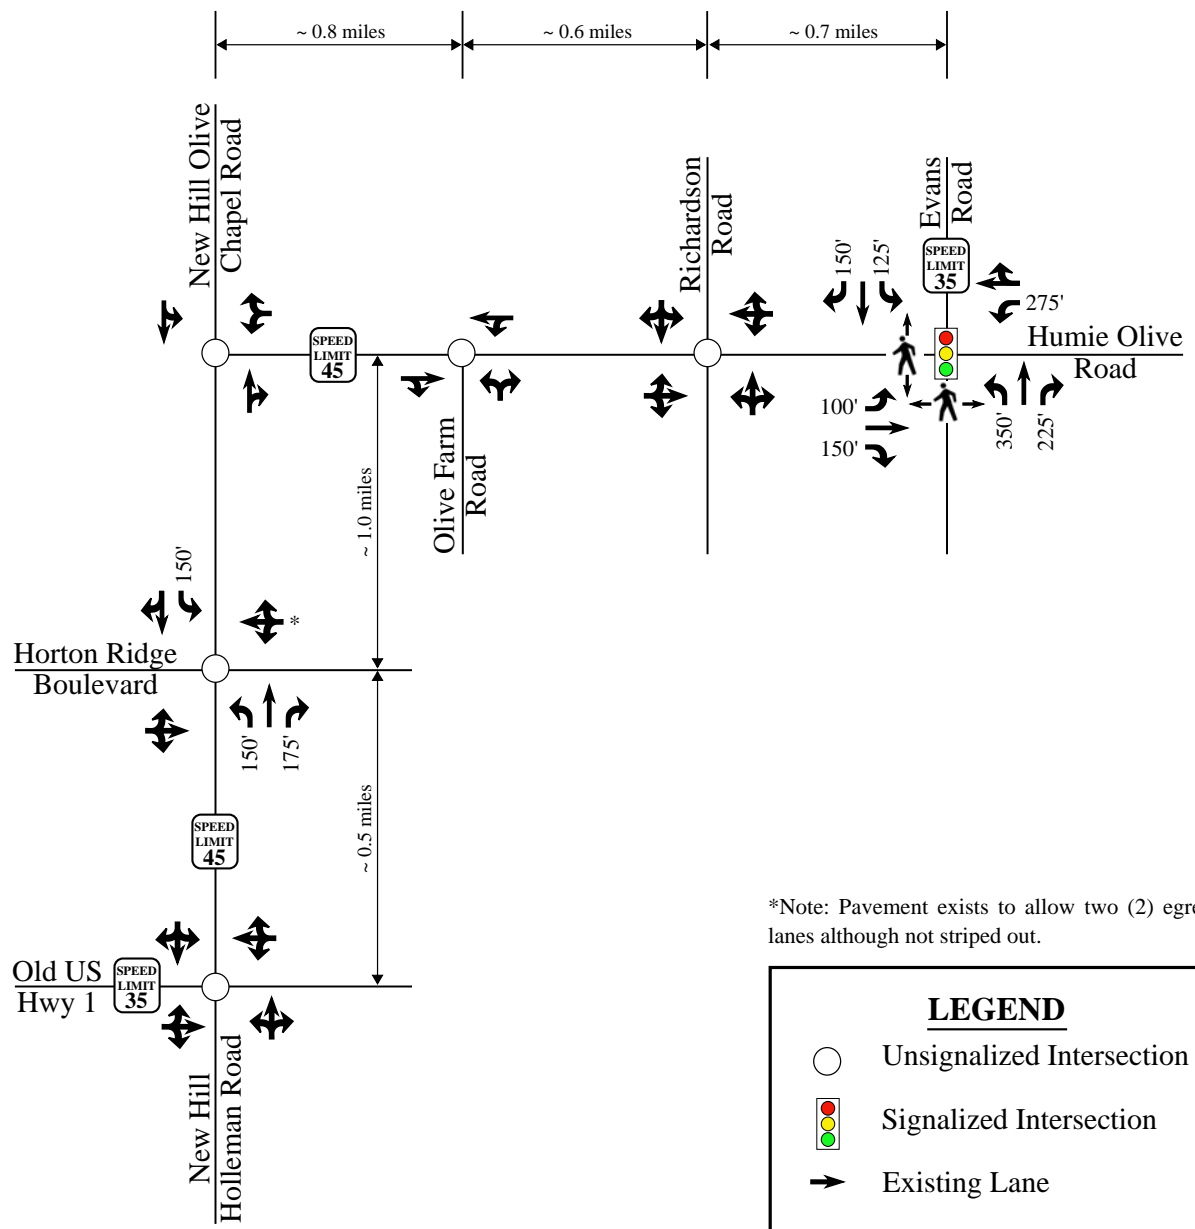 ~ 0.8 miles
~ 0.6 miles
~ 0.7 miles
New Hill Olive
Chapel Road
Richardson
Road
Evans
Road
SPEED
LIMIT
35
150'
125'
275'
Humie Olive
Road
SPEED
LIMIT
45
100'
150'
350'
225'
Olive Farm
Road
~ 1.0 miles
150'
*
Horton Ridge
Boulevard
150'
175'
SPEED
LIMIT
45
~ 0.5 miles
Old US
Hwy 1
SPEED
LIMIT
35
New Hill
Holleman Road
*Note: Pavement exists to allow two (2) egre
lanes although not striped out.
LEGEND
Unsignalized Intersection
Signalized Intersection
Existing Lane